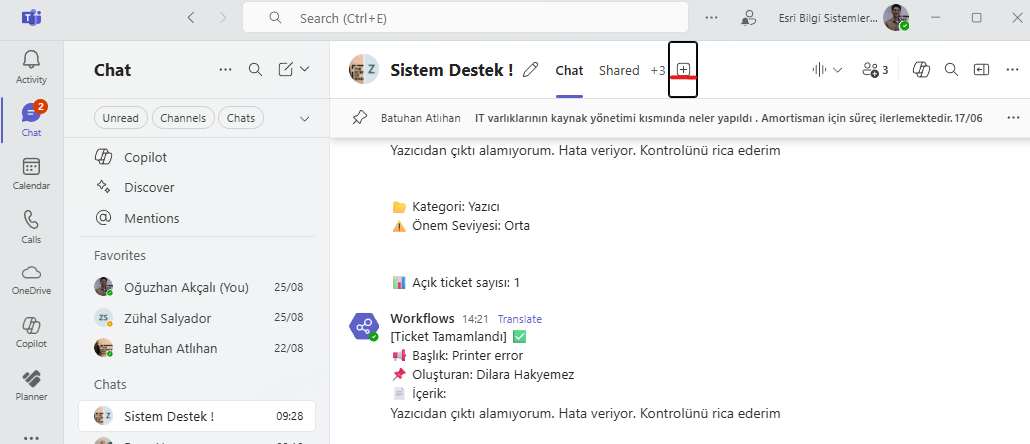 Search (Ctrl+E)
Esri Bilgi Sistemler...
Activity
2
Chat
Calendar
Calls
OneDrive
Copilot
Planner
Chat
Unread
Channels
Chats
Copilot
Discover
Mentions
Favorites
Oğuzhan Akçalı (You) 25/08
ZS Zühal Salyador 25/08
Batuhan Atlıhan 22/08
Chats
Z Sistem Destek ! 09:28
Z Sistem Destek ! Chat Shared +3
3
Batuhan Atlıhan IT varlıklarının kaynak yönetimi kısmında neler yapıldı . Amortisman için süreç ilerlemektedir. 17/06
Yazıcıdan çıktı alamıyorum. Hata veriyor. Kontrolünü rica ederim
Kategori: Yazıcı
Önem Seviyesi: Orta
Açık ticket sayısı: 1
Workflows 14:21 Translate
[Ticket Tamamlandı] ✅
Başlık: Printer error
Oluşturan: Dilara Hakyemez
İçerik:
Yazıcıdan çıktı alamıyorum. Hata veriyor. Kontrolünü rica ederim